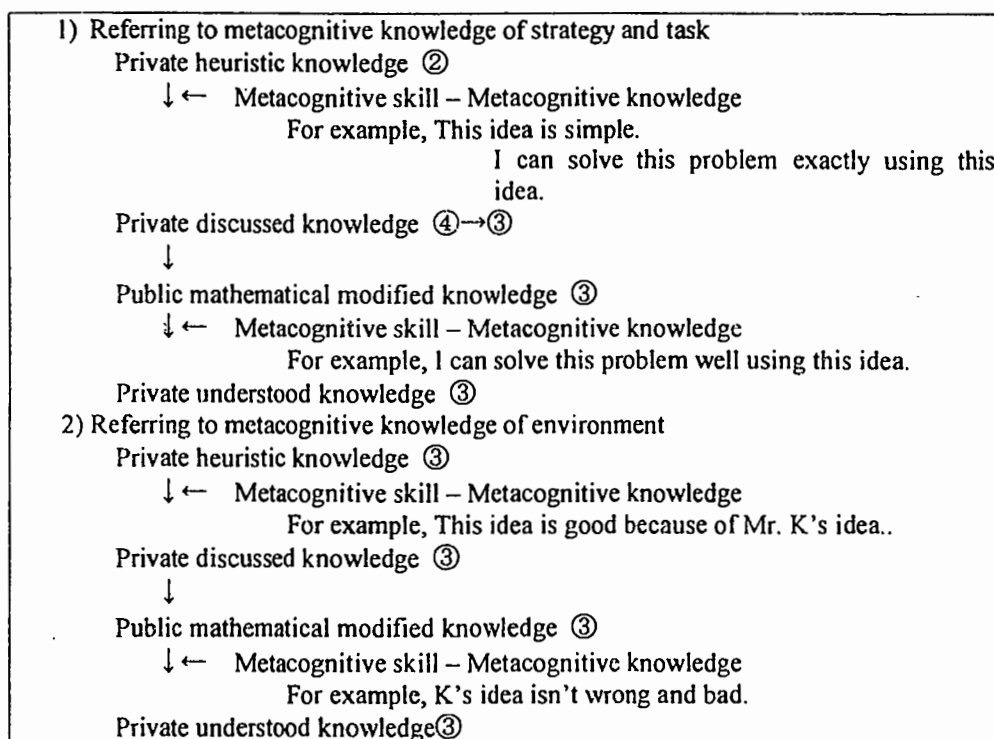 1) Referring to metacognitive knowledge of strategy and task
Private heuristic knowledge ②
↓ ← Metacognitive skill – Metacognitive knowledge
For example, This idea is simple.
I can solve this problem exactly using this
idea.
Private discussed knowledge ④→③
↓
Public mathematical modified knowledge ③
↓ ← Metacognitive skill – Metacognitive knowledge
For example, I can solve this problem well using this idea.
Private understood knowledge ③
2) Referring to metacognitive knowledge of environment
Private heuristic knowledge ③
↓ ← Metacognitive skill – Metacognitive knowledge
For example, This idea is good because of Mr. K's idea..
Private discussed knowledge ③
↓
Public mathematical modified knowledge ③
↓ ← Metacognitive skill – Metacognitive knowledge
For example, K's idea isn't wrong and bad.
Private understood knowledge③